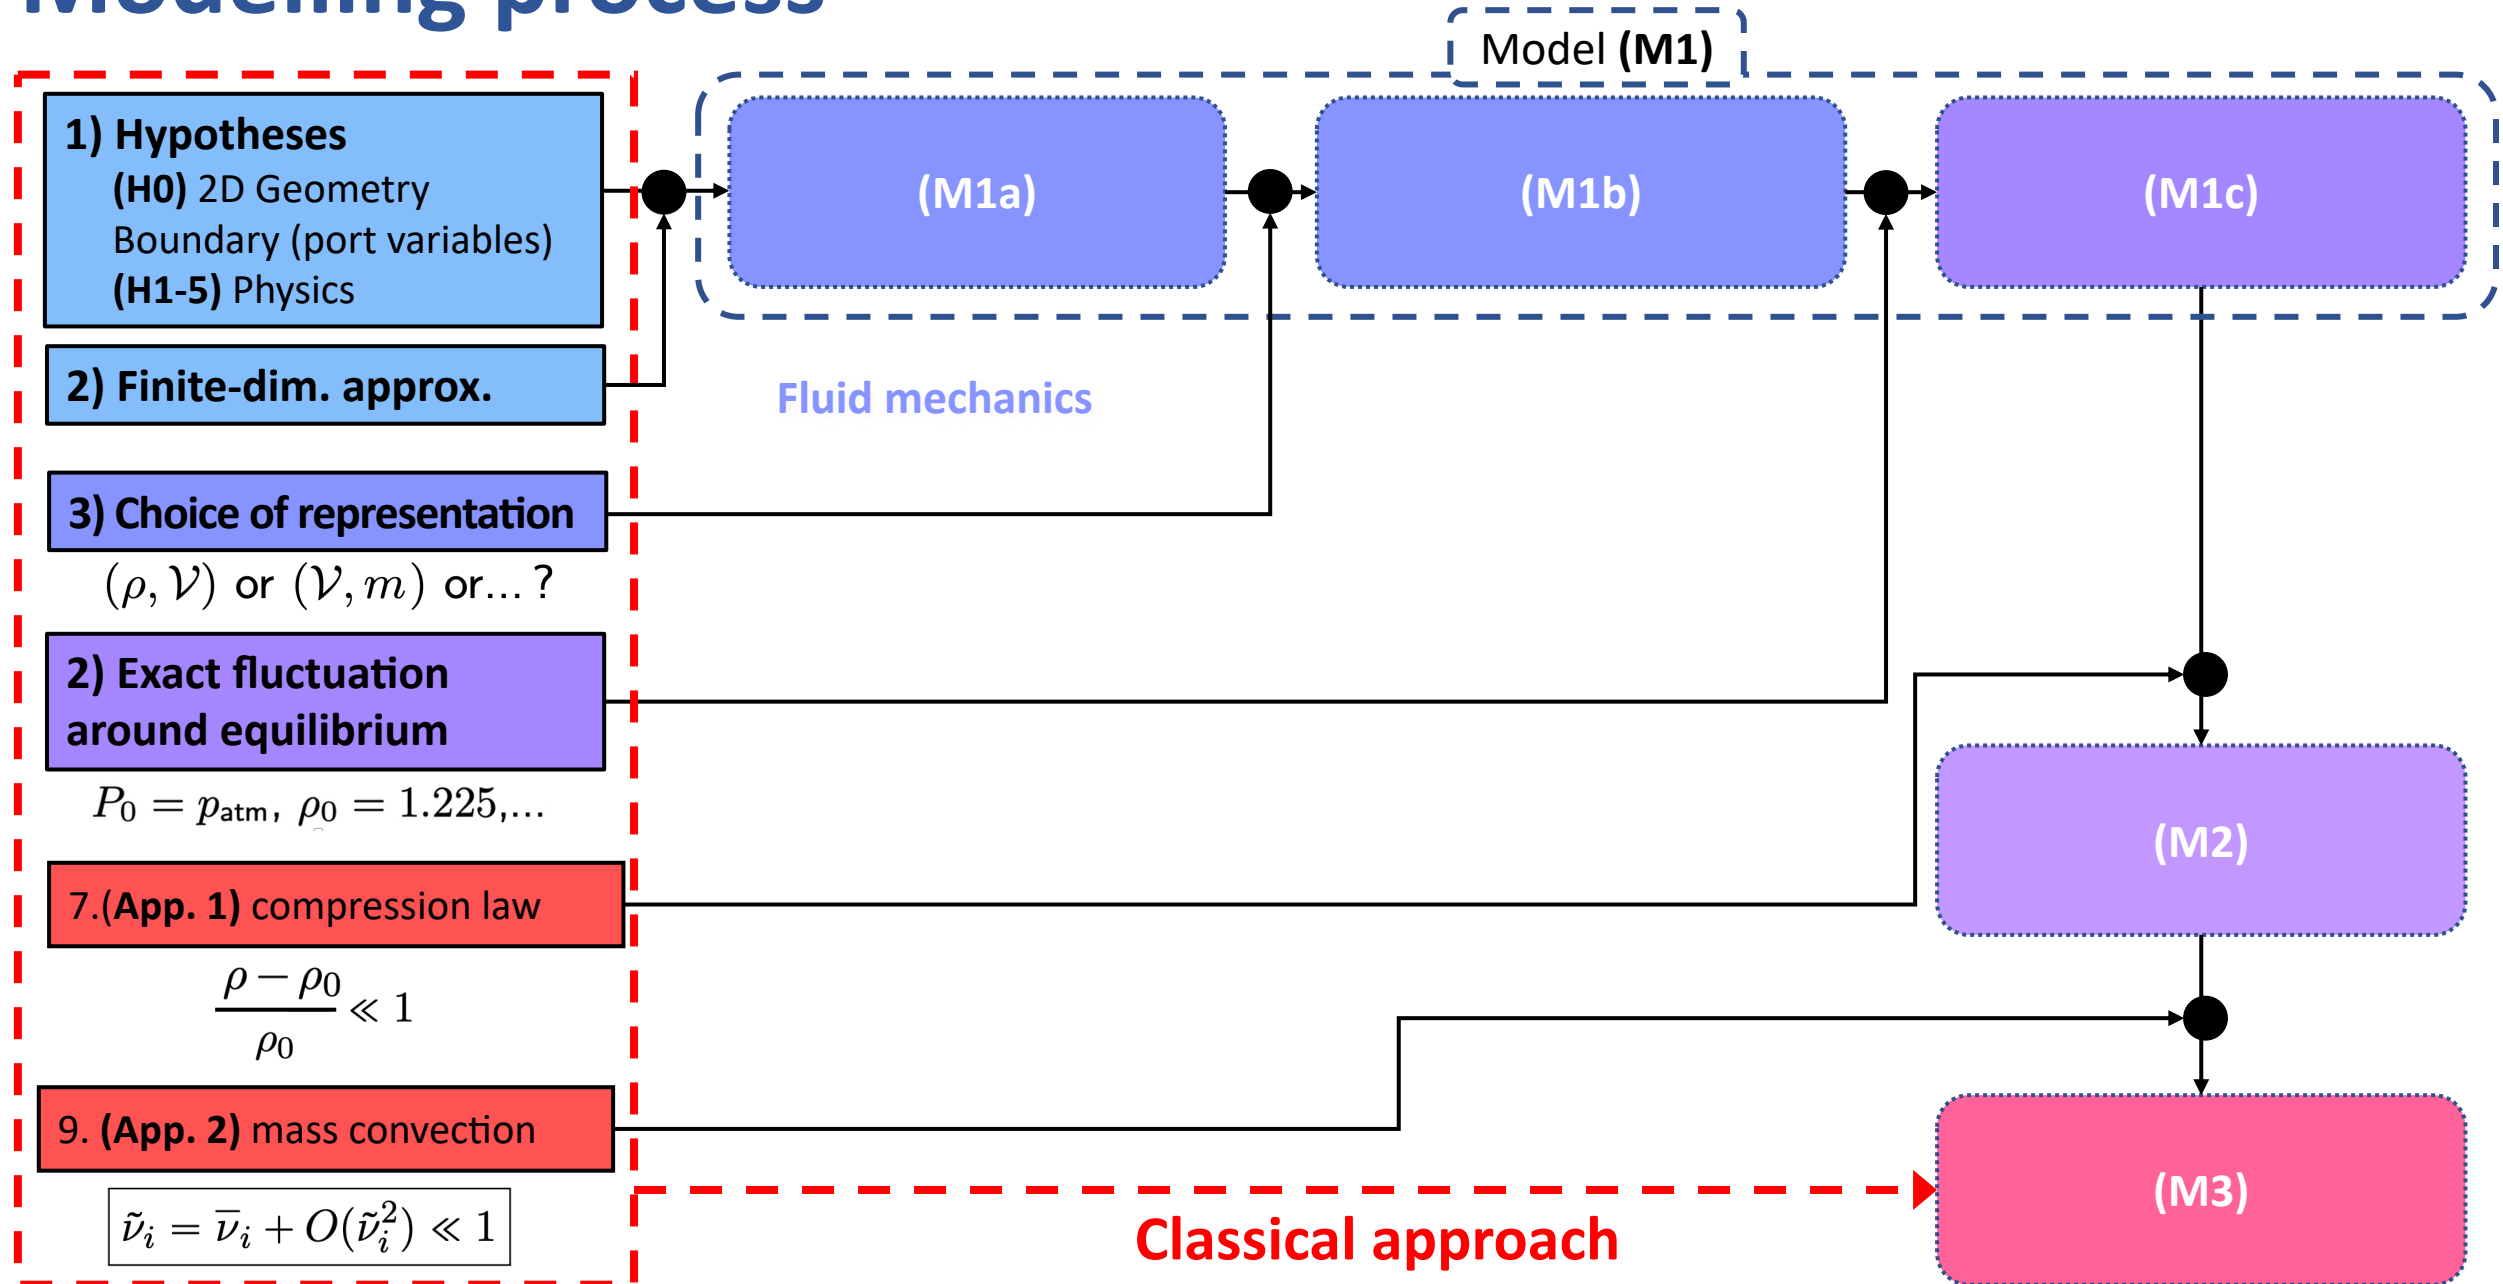 Modelling process
Model (M1)
1) Hypotheses
(H0) 2D Geometry
Boundary (port variables)
(H1-5) Physics
(M1a)
(M1b)
(M1c)
2) Finite-dim. approx.
Fluid mechanics
3) Choice of representation
(ρ, 𝒱) or (𝒱, m) or... ?
2) Exact fluctuation
around equilibrium
P₀ = p_atm, ρ₀ = 1.225,...
(M2)
7.(App. 1) compression law
(ρ − ρ₀)/ρ₀ ≪ 1
9. (App. 2) mass convection
ν̃ᵢ = ν̄ᵢ + O(ν̃ᵢ²) ≪ 1
(M3)
Classical approach